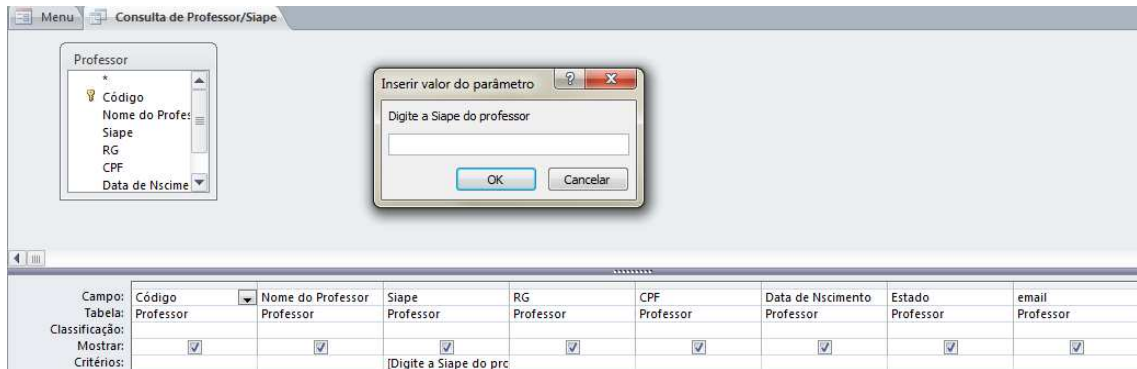 Menu Consulta de Professor/Siape
Professor
*
Código
Nome do Profes
Siape
RG
CPF
Data de Nscime
Inserir valor do parâmetro
Digite a Siape do professor
OK Cancelar
Campo: Código Nome do Professor Siape RG CPF Data de Nscimento Estado email
Tabela: Professor Professor Professor Professor Professor Professor Professor Professor
Classificação:
Mostrar:
Critérios: [Digite a Siape do prc